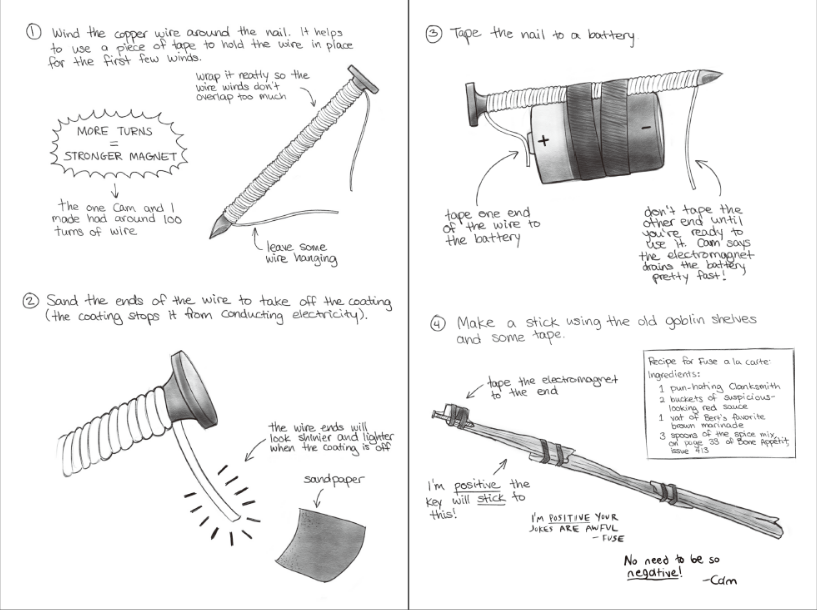 1 Wind the copper wire around the nail. It helps
to use a piece of tape to hold the wire in place
for the first few winds.
wrap it neatly so the
wire winds don't
overlap too much
MORE TURNS
=
STRONGER MAGNET
the one Cam and I
made had around 100
turns of wire
leave some
wire hanging
2 Sand the ends of the wire to take off the coating
(the coating stops it from conducting electricity).
the wire ends will
look shinier and lighter
when the coating is off
sandpaper
3 Tape the nail to a battery
+
-
tape one end
of the wire to
the battery
don't tape the
other end until
you're ready to
use it. Cam says
the electromagnet
drains the battery
pretty fast!
4 Make a stick using the old goblin shelves
and some tape.
tape the electromagnet
to the end
Recipe for Fuse a la carte:
Ingredients:
1 pun-hating Clanksmith
2 buckets of suspicious-
looking red sauce
1 vat of Bert's favorite
brown marinade
3 spoons of the spice mix
on page 39 of Bone Appétit
Issue 413
I'm positive the
key will stick to
this!
I'M POSITIVE YOUR
JOKES ARE AWFUL
- FUSE
No need to be so
negative!
-Cam